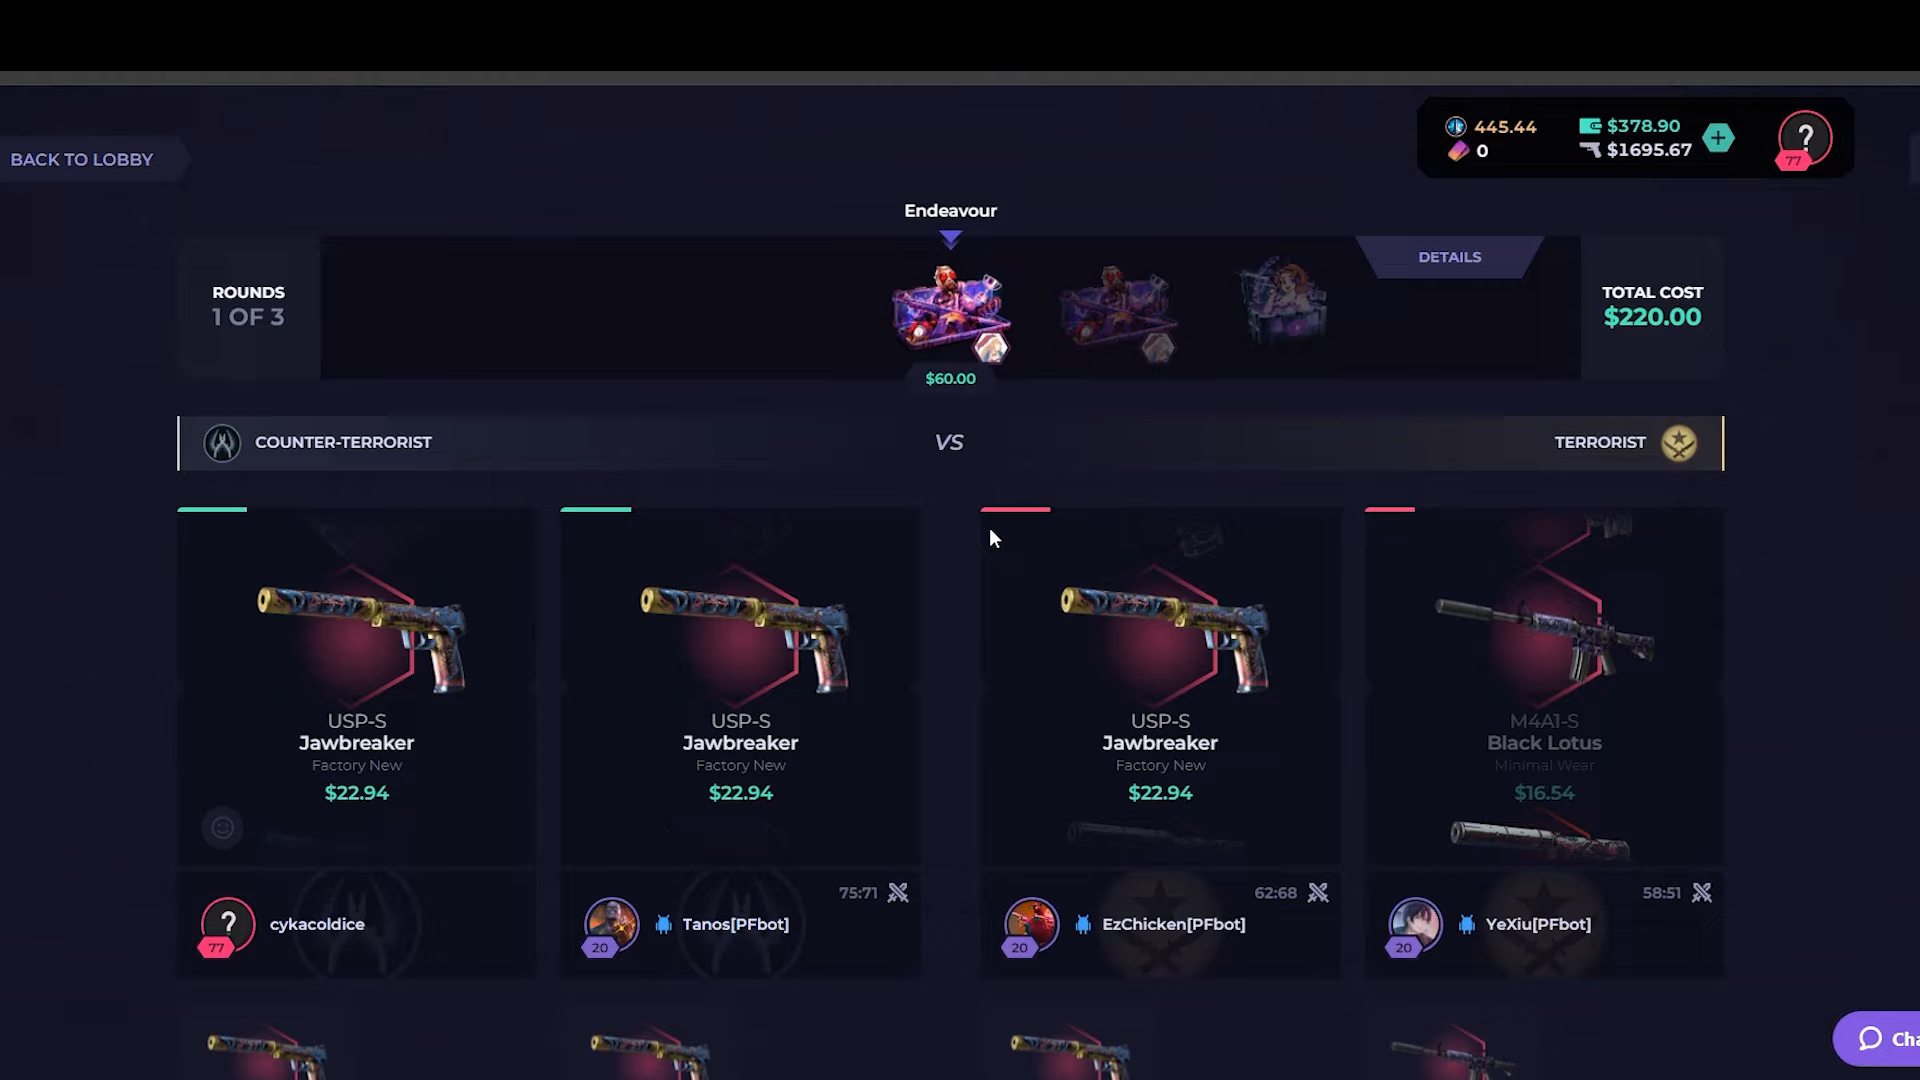 445.44
$378.90
0
$1695.67
77
BACK TO LOBBY
Endeavour
DETAILS
ROUNDS
1 OF 3
TOTAL COST
$220.00
$60.00
COUNTER-TERRORIST
VS
TERRORIST
USP-S
Jawbreaker
Factory New
$22.94
USP-S
Jawbreaker
Factory New
$22.94
USP-S
Jawbreaker
Factory New
$22.94
M4A1-S
Black Lotus
Minimal Wear
$16.54
77
cykacoldice
75:71
20
Tanos[PFbot]
62:68
20
EzChicken[PFbot]
58:51
20
YeXiu[PFbot]
Cha